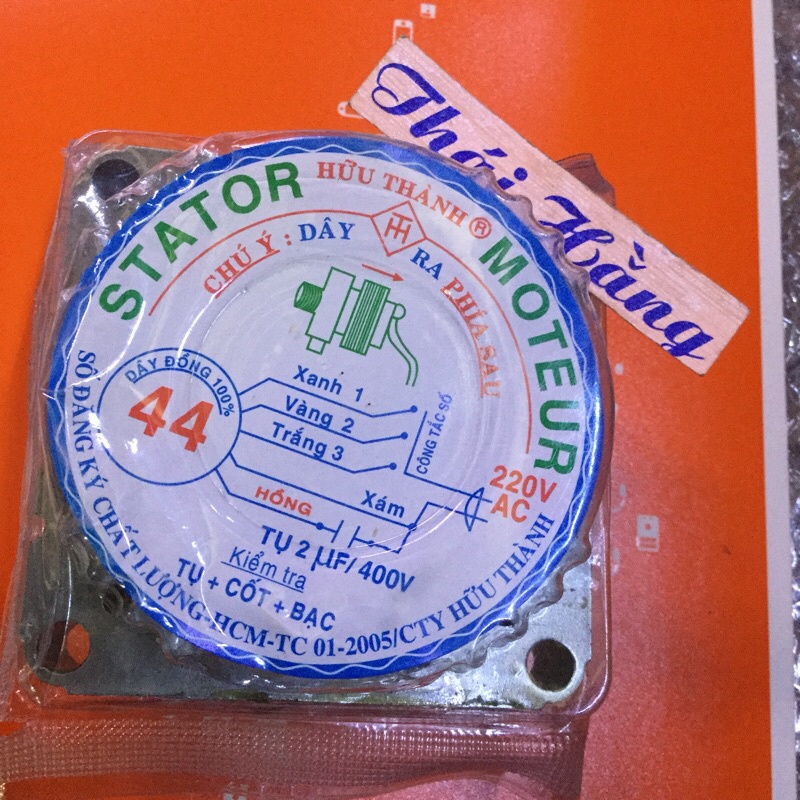 Thái Hằng
STATOR
HỮU THÀNH ®
MOTEUR
TH
CHÚ Ý : DÂY RA PHÍA SAU
DÂY ĐỒNG 100%
44
Xanh 1
Vàng 2
Trắng 3
CÔNG TẮC SỐ
220V
AC
HỒNG
Xám
TỤ 2 µF/400V
Kiểm tra
TỤ + CỐT + BẠC
SỐ ĐĂNG KÝ CHẤT LƯỢNG-HCM-TC 01-2005/CTY HỮU THÀNH